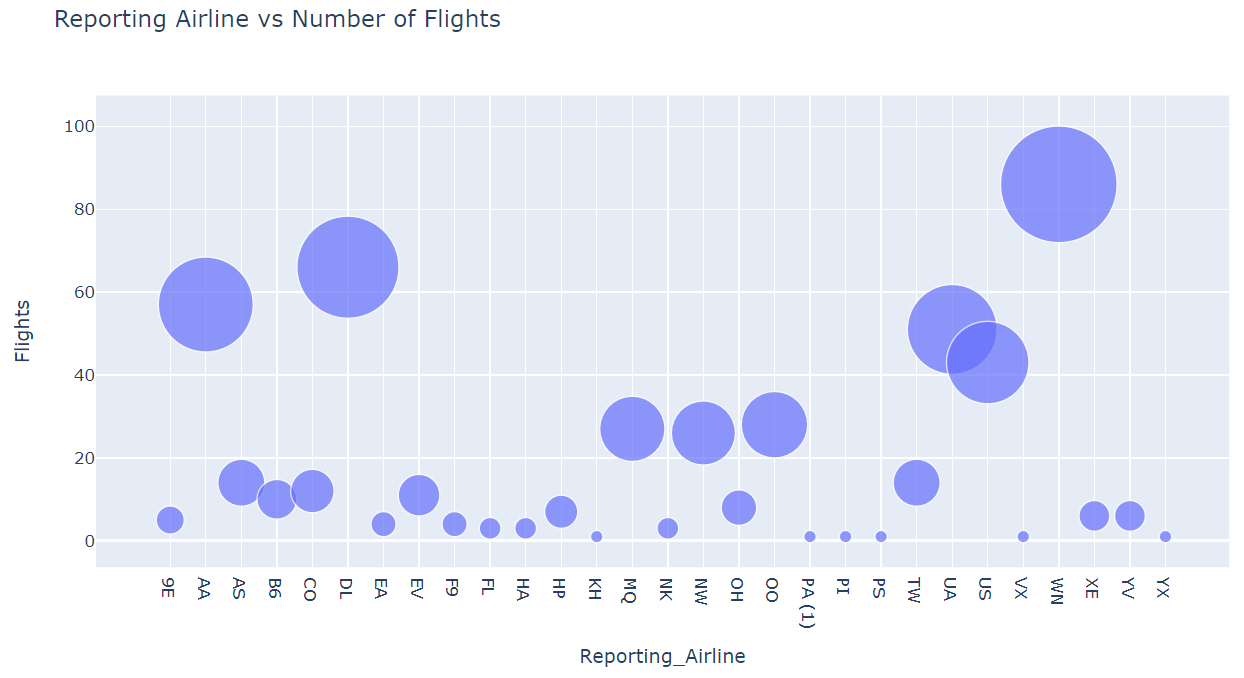 Reporting Airline vs Number of Flights
100
80
60
40
20
0
Flights
9E
AA
AS
B6
CO
DL
EA
EV
F9
FL
HA
HP
KH
MQ
NK
NW
OH
OO
PA (1)
PI
PS
TW
UA
US
VX
WN
XE
YV
YX
Reporting_Airline